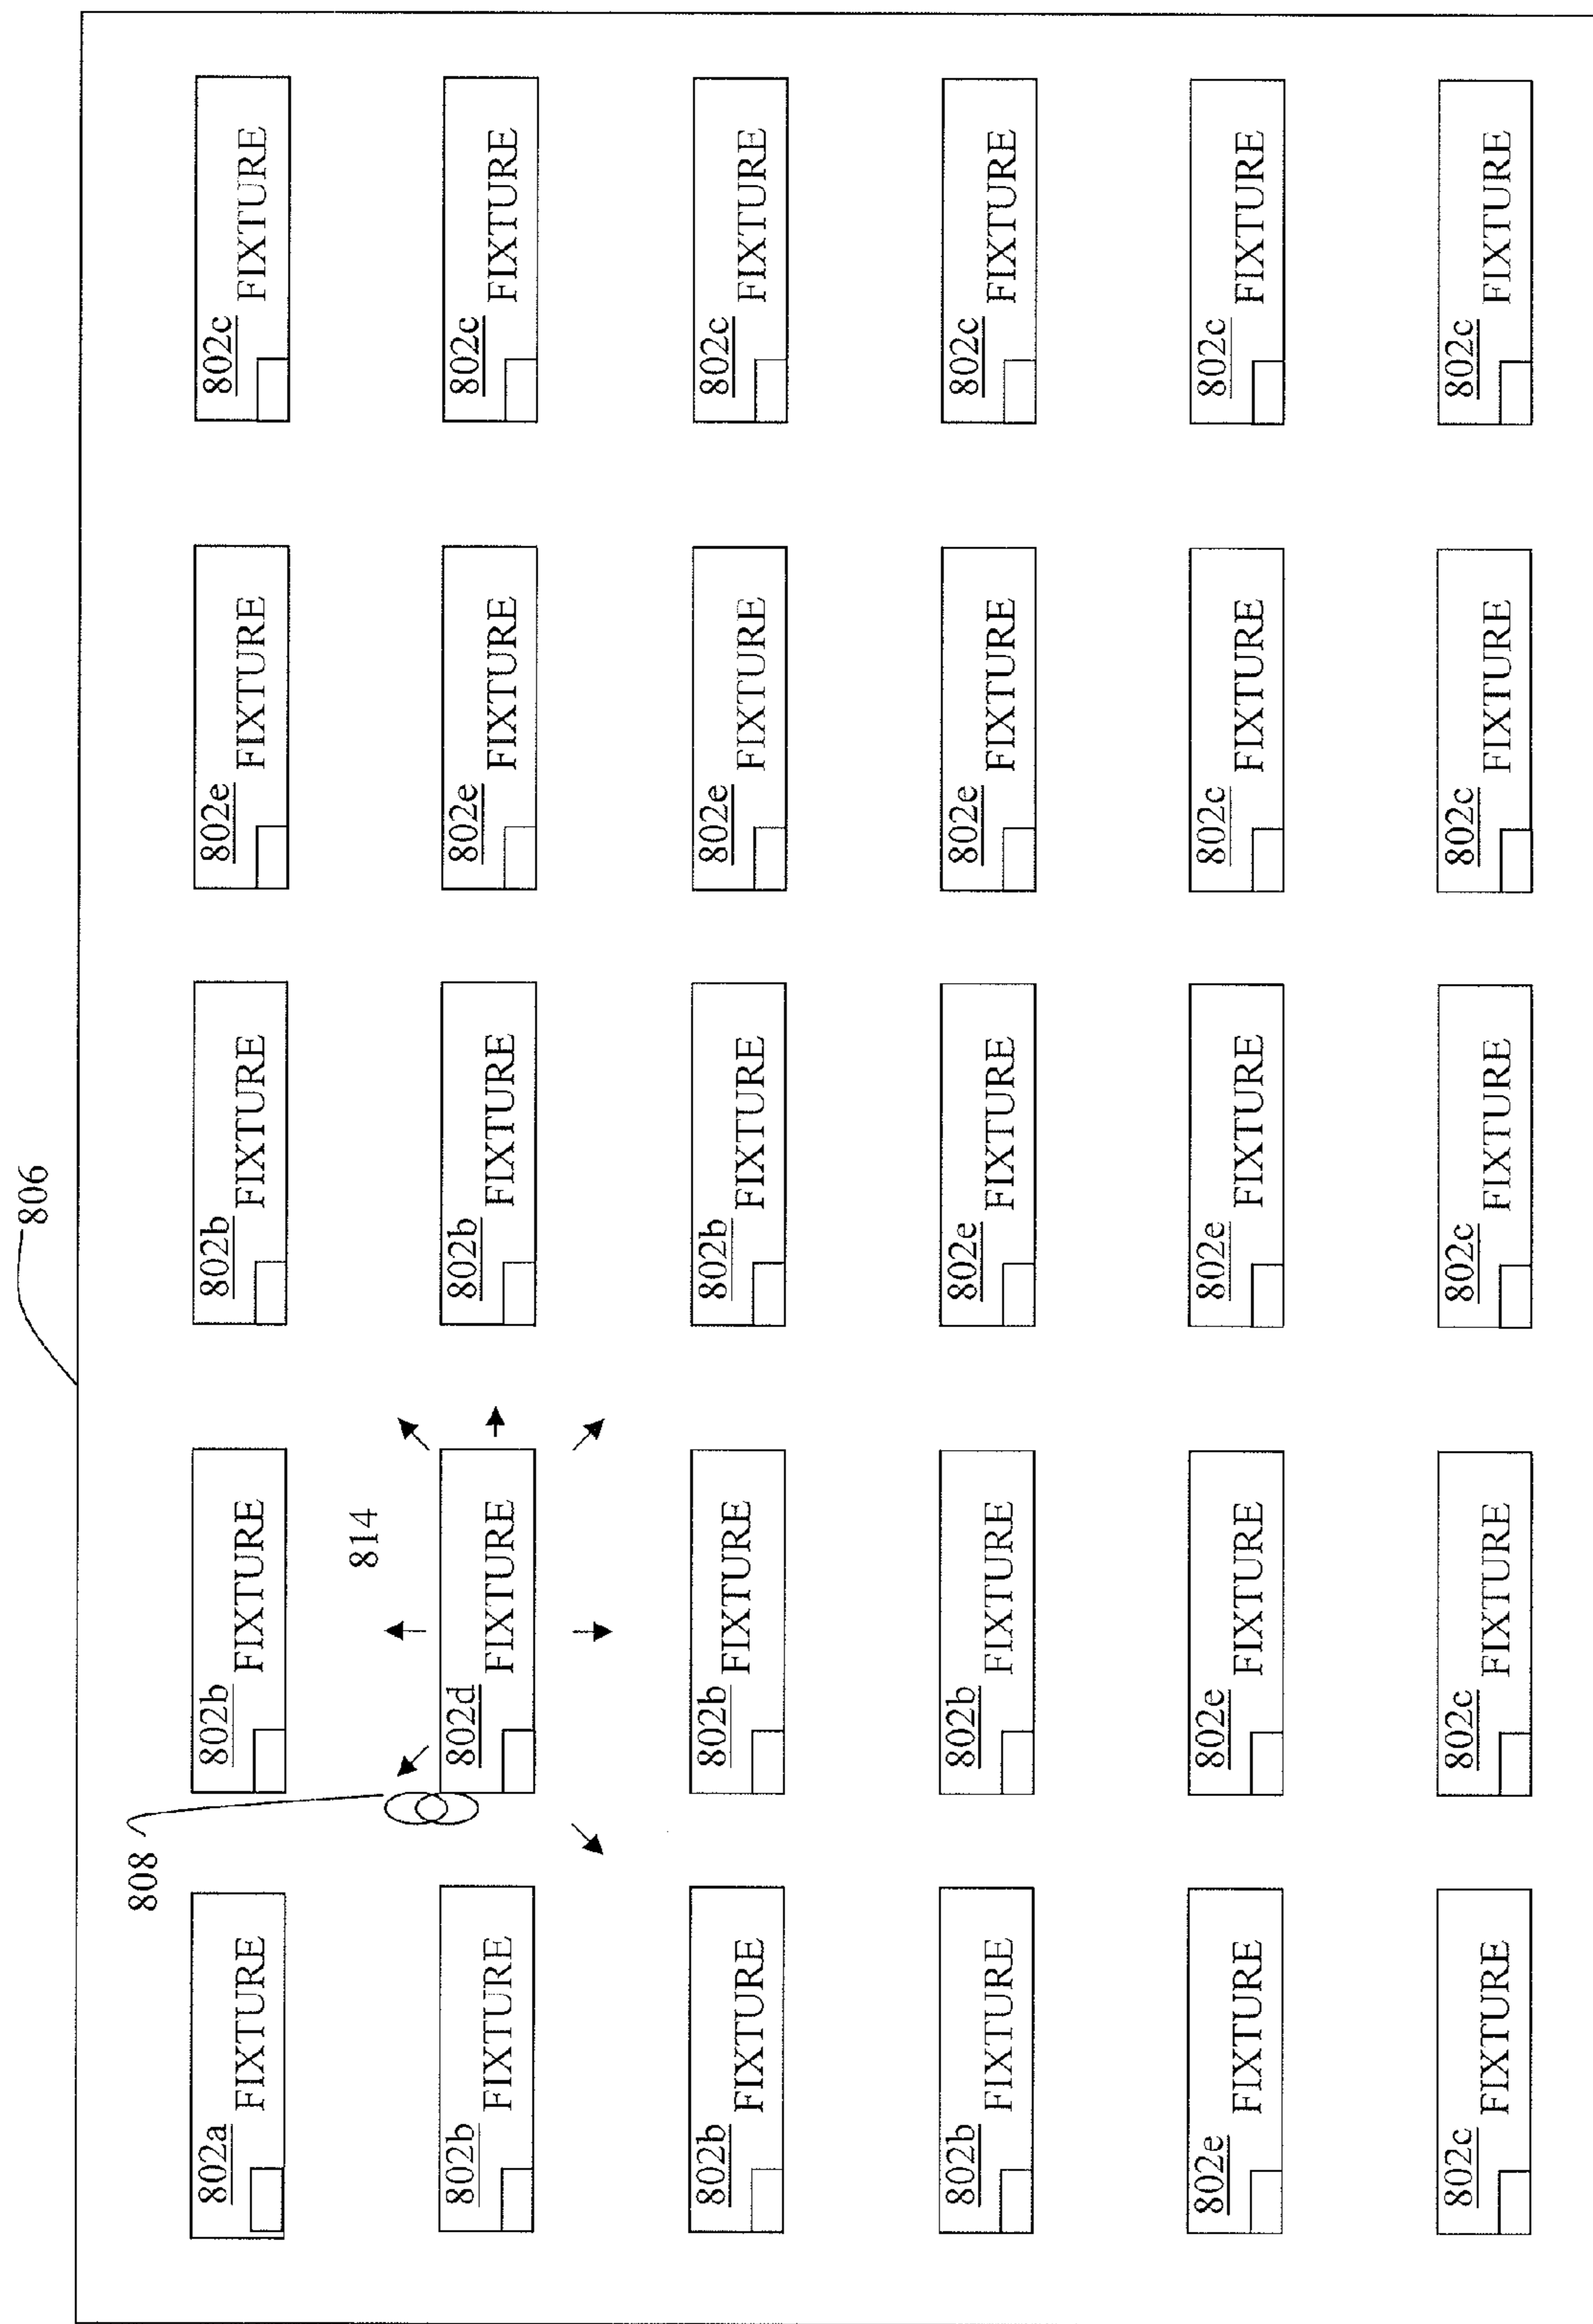 806
808
802a 802b 802b 802e 802c
FIXTURE FIXTURE FIXTURE FIXTURE FIXTURE
814
802b 802d 802b 802e 802c
FIXTURE FIXTURE FIXTURE FIXTURE FIXTURE
802b 802b 802b 802e 802c
FIXTURE FIXTURE FIXTURE FIXTURE FIXTURE
802b 802b 802e 802e 802c
FIXTURE FIXTURE FIXTURE FIXTURE FIXTURE
802e 802e 802e 802c 802c
FIXTURE FIXTURE FIXTURE FIXTURE FIXTURE
802c 802c 802c 802c 802c
FIXTURE FIXTURE FIXTURE FIXTURE FIXTURE